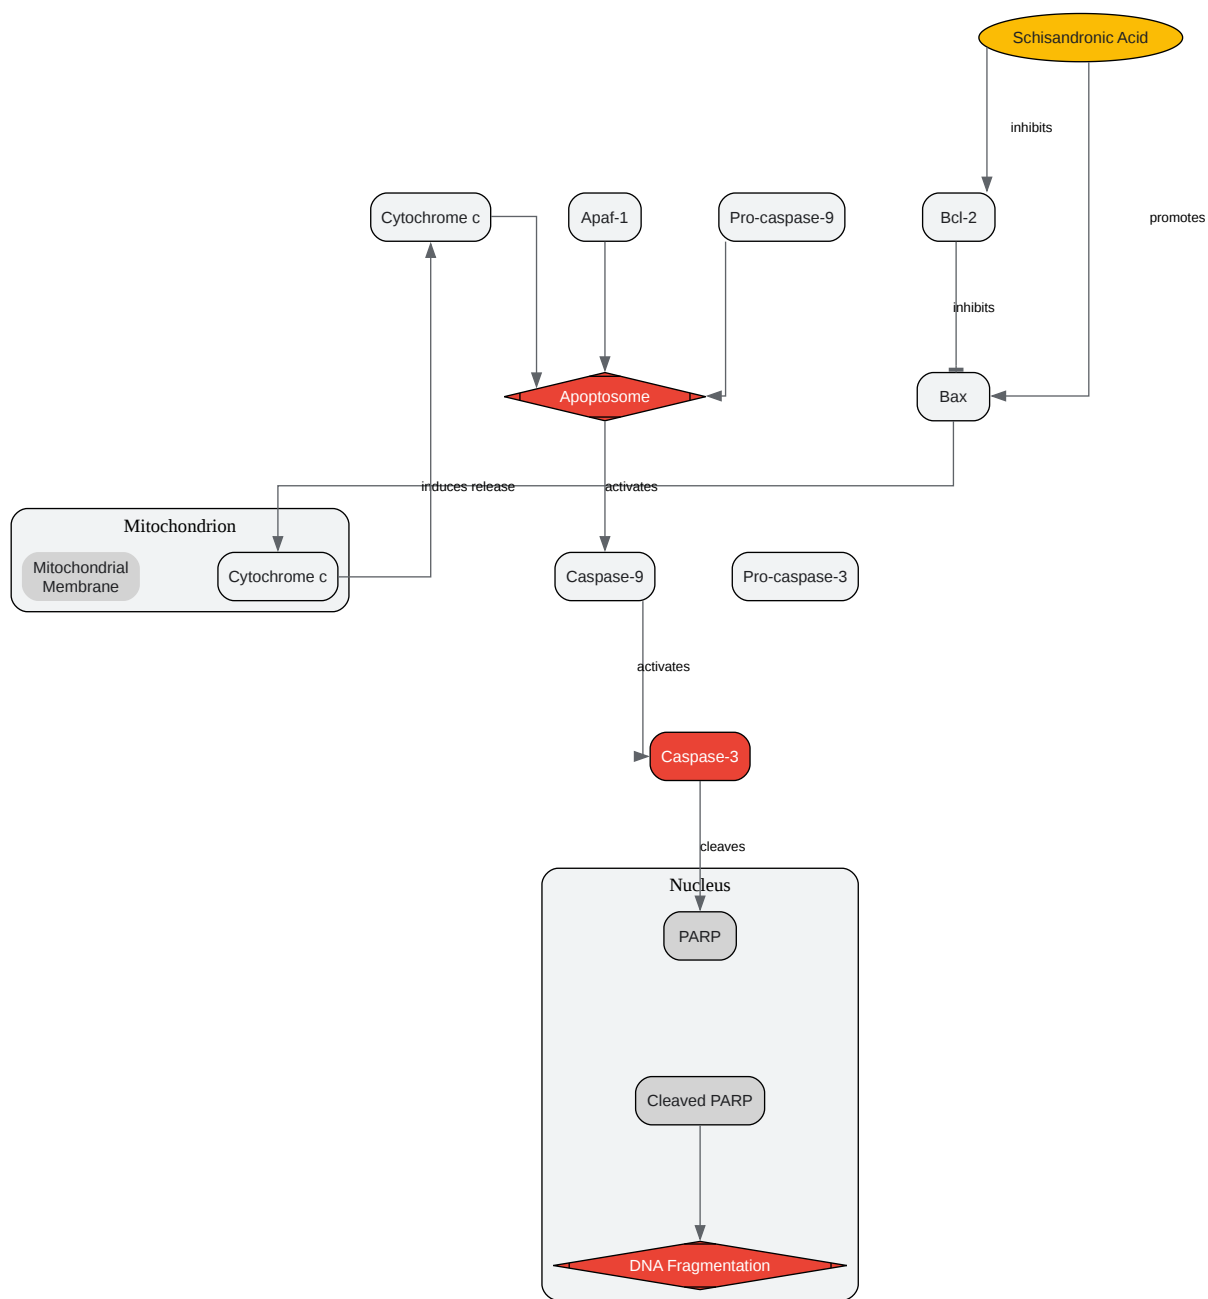 Schisandronic Acid
inhibits
Cytochrome c
Apaf-1
Pro-caspase-9
Bcl-2
promotes
inhibits
Apoptosome
Bax
induces release
activates
Mitochondrion
Mitochondrial
Membrane
Cytochrome c
Caspase-9
Pro-caspase-3
activates
Caspase-3
cleaves
Nucleus
PARP
Cleaved PARP
DNA Fragmentation